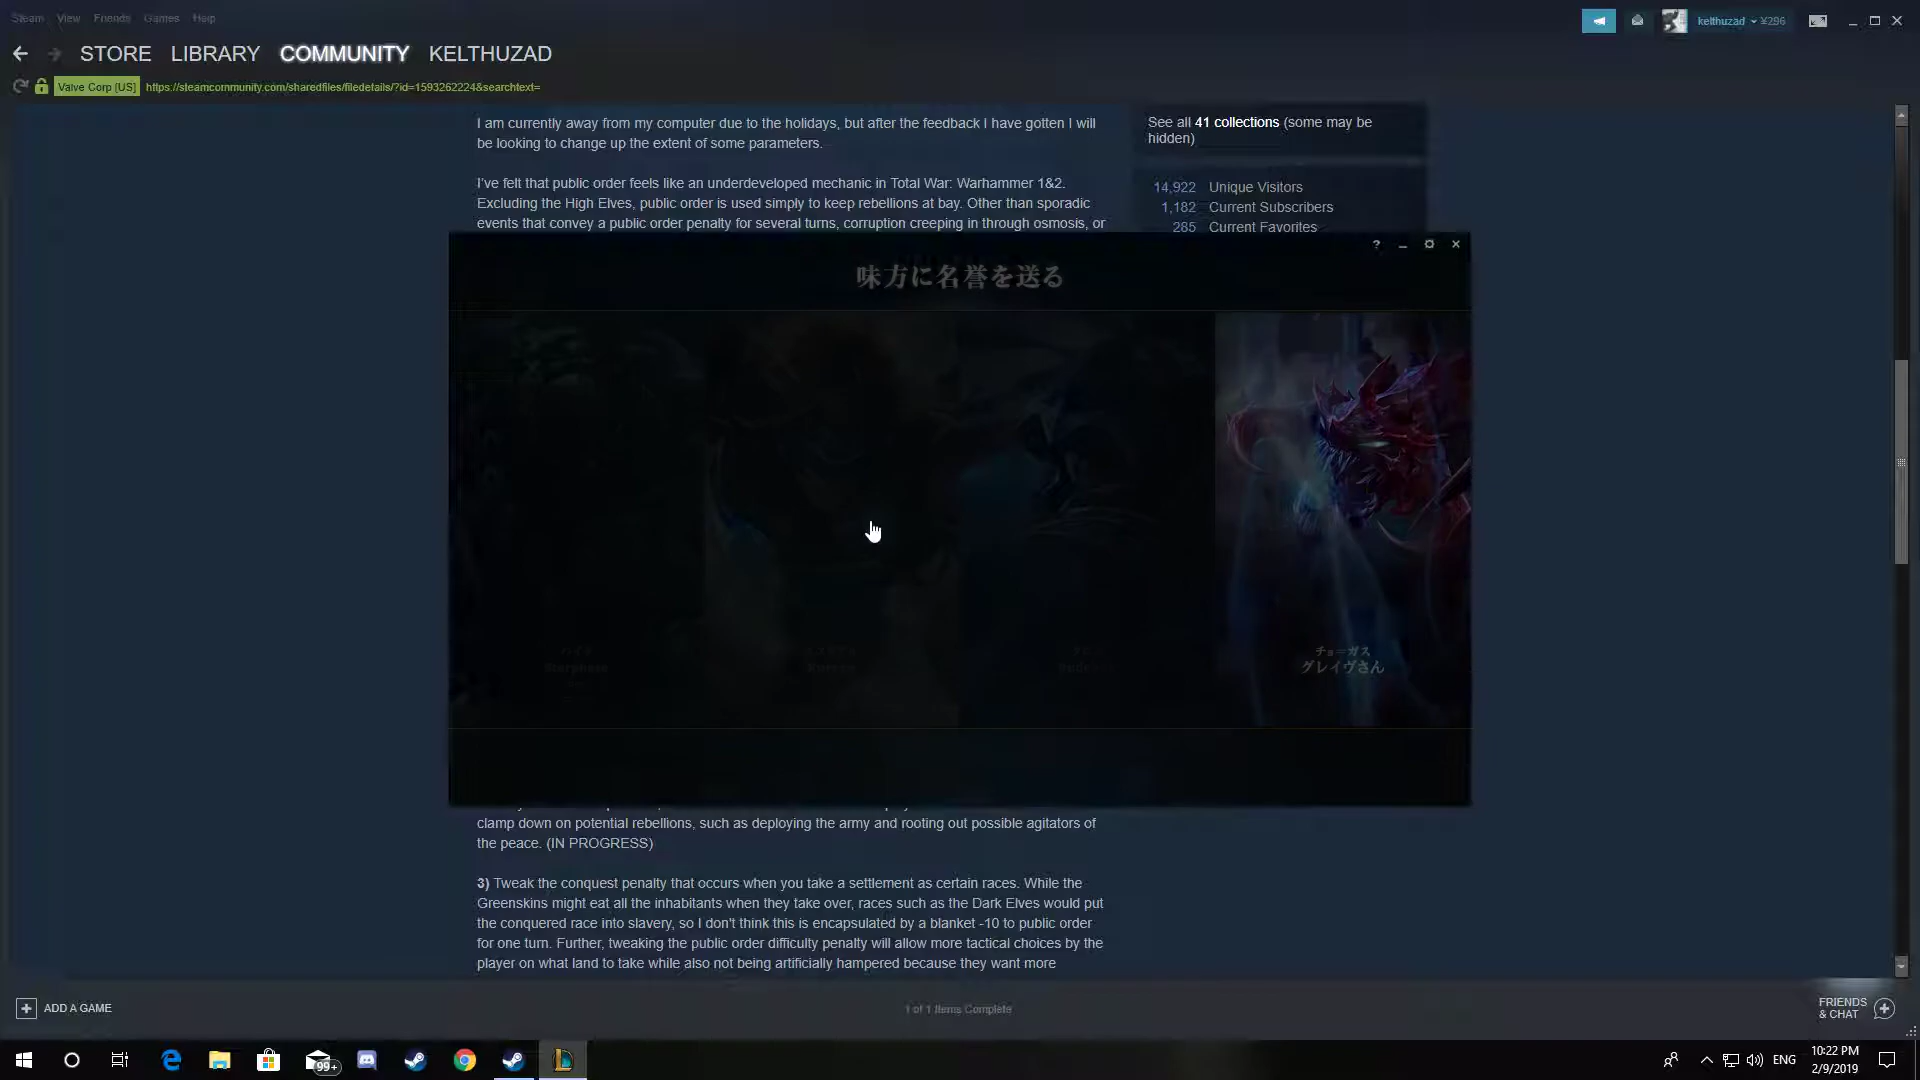 Steam View Friends Games Help
kelthuzad ¥296
STORE LIBRARY COMMUNITY KELTHUZAD
Valve Corp [US] https://steamcommunity.com/sharedfiles/filedetails/?id=1593262224&searchtext=
I am currently away from my computer due to the holidays, but after the feedback I have gotten I will
be looking to change up the extent of some parameters.
I've felt that public order feels like an underdeveloped mechanic in Total War: Warhammer 1&2.
Excluding the High Elves, public order is used simply to keep rebellions at bay. Other than sporadic
events that convey a public order penalty for several turns, corruption creeping in through osmosis, or
See all 41 collections (some may be
hidden)
14,922 Unique Visitors
1,182 Current Subscribers
285 Current Favorites
味方に名誉を送る
チョ=ガス
グレイヴさん
clamp down on potential rebellions, such as deploying the army and rooting out possible agitators of
the peace. (IN PROGRESS)
3) Tweak the conquest penalty that occurs when you take a settlement as certain races. While the
Greenskins might eat all the inhabitants when they take over, races such as the Dark Elves would put
the conquered race into slavery, so I don't think this is encapsulated by a blanket -10 to public order
for one turn. Further, tweaking the public order difficulty penalty will allow more tactical choices by the
player on what land to take while also not being artificially hampered because they want more
ADD A GAME
1 of 1 Items Complete
FRIENDS
& CHAT
99+
ENG
10:22 PM
2/9/2019